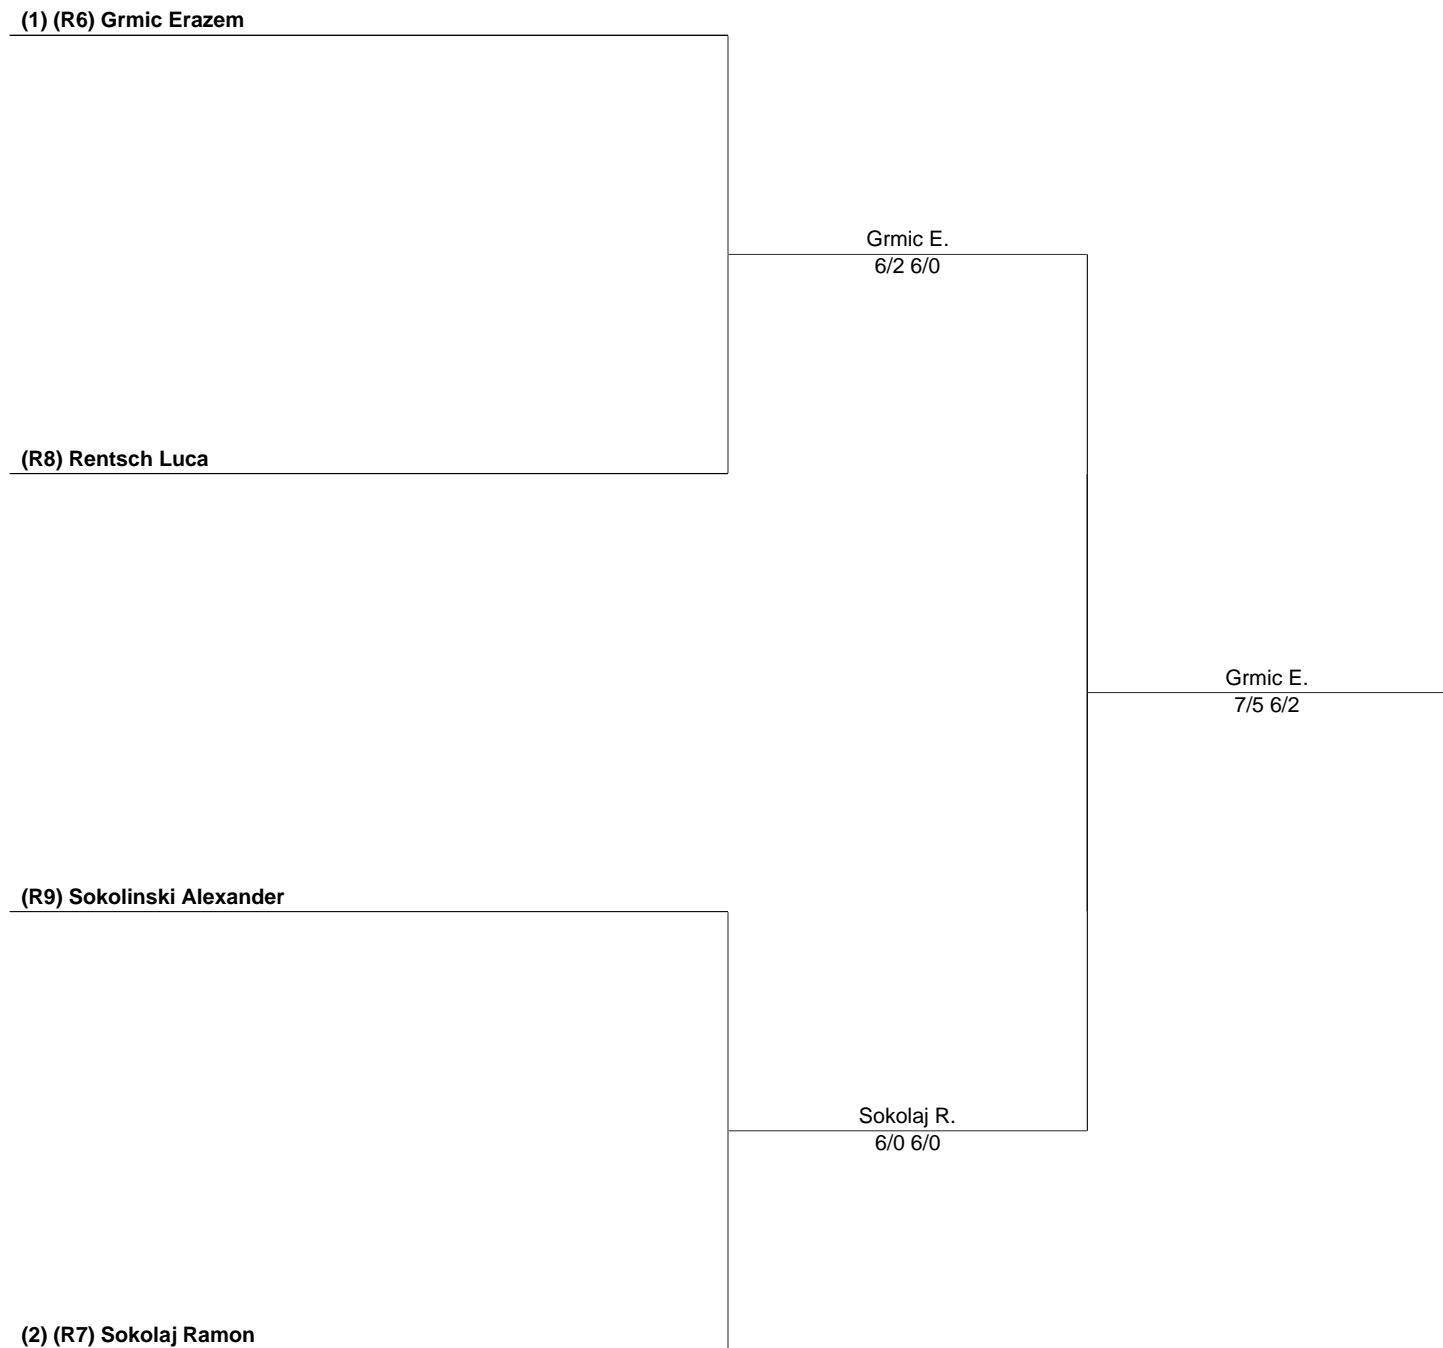 (1) (R6) Grmic Erazem
Grmic E.
6/2 6/0
(R8) Rentsch Luca
Grmic E.
7/5 6/2
(R9) Sokolinski Alexander
Sokolaj R.
6/0 6/0
(2) (R7) Sokolaj Ramon